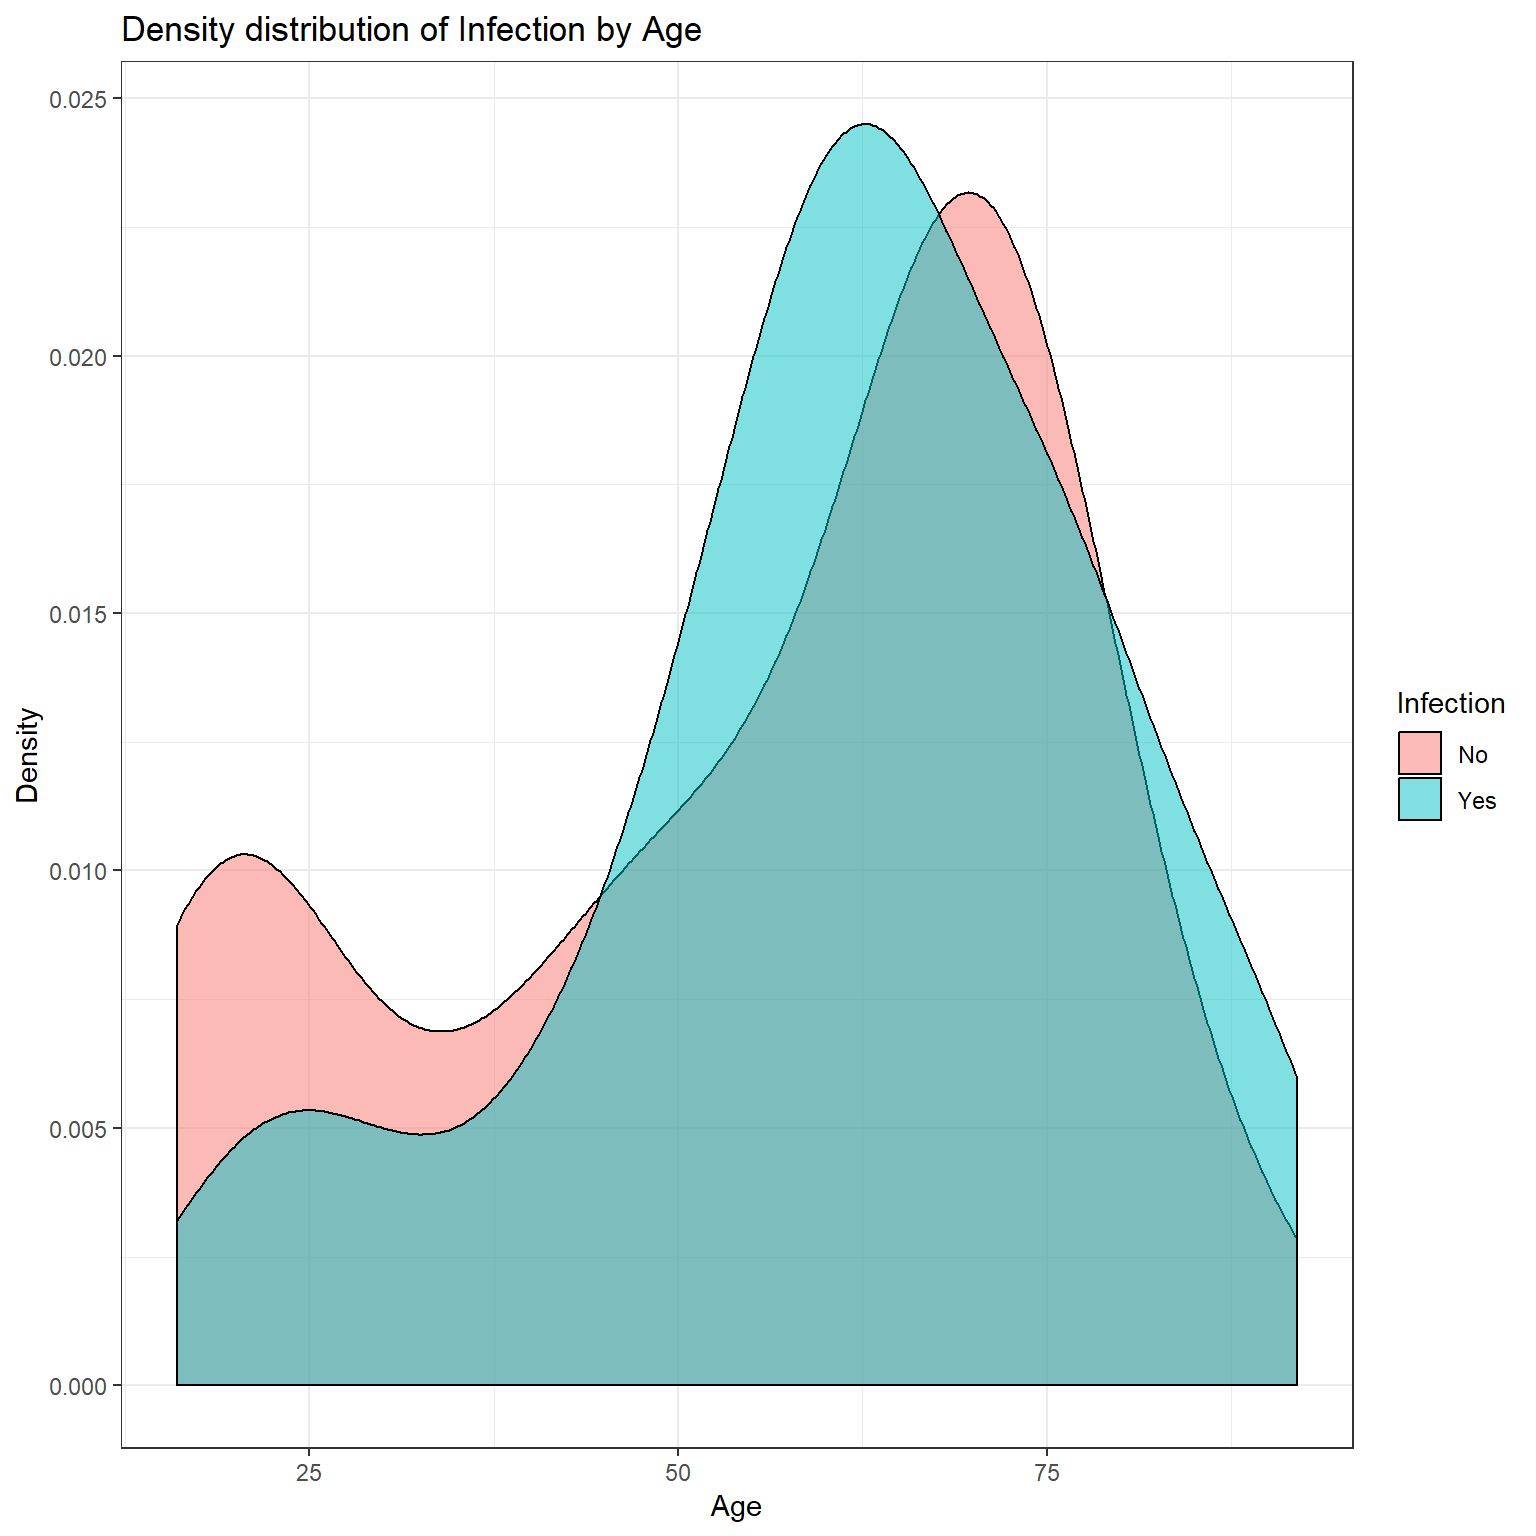 Density distribution of Infection by Age
0.025
0.020
0.015
0.010
0.005
0.000
Density
25 50 75
Age
Infection
No
Yes